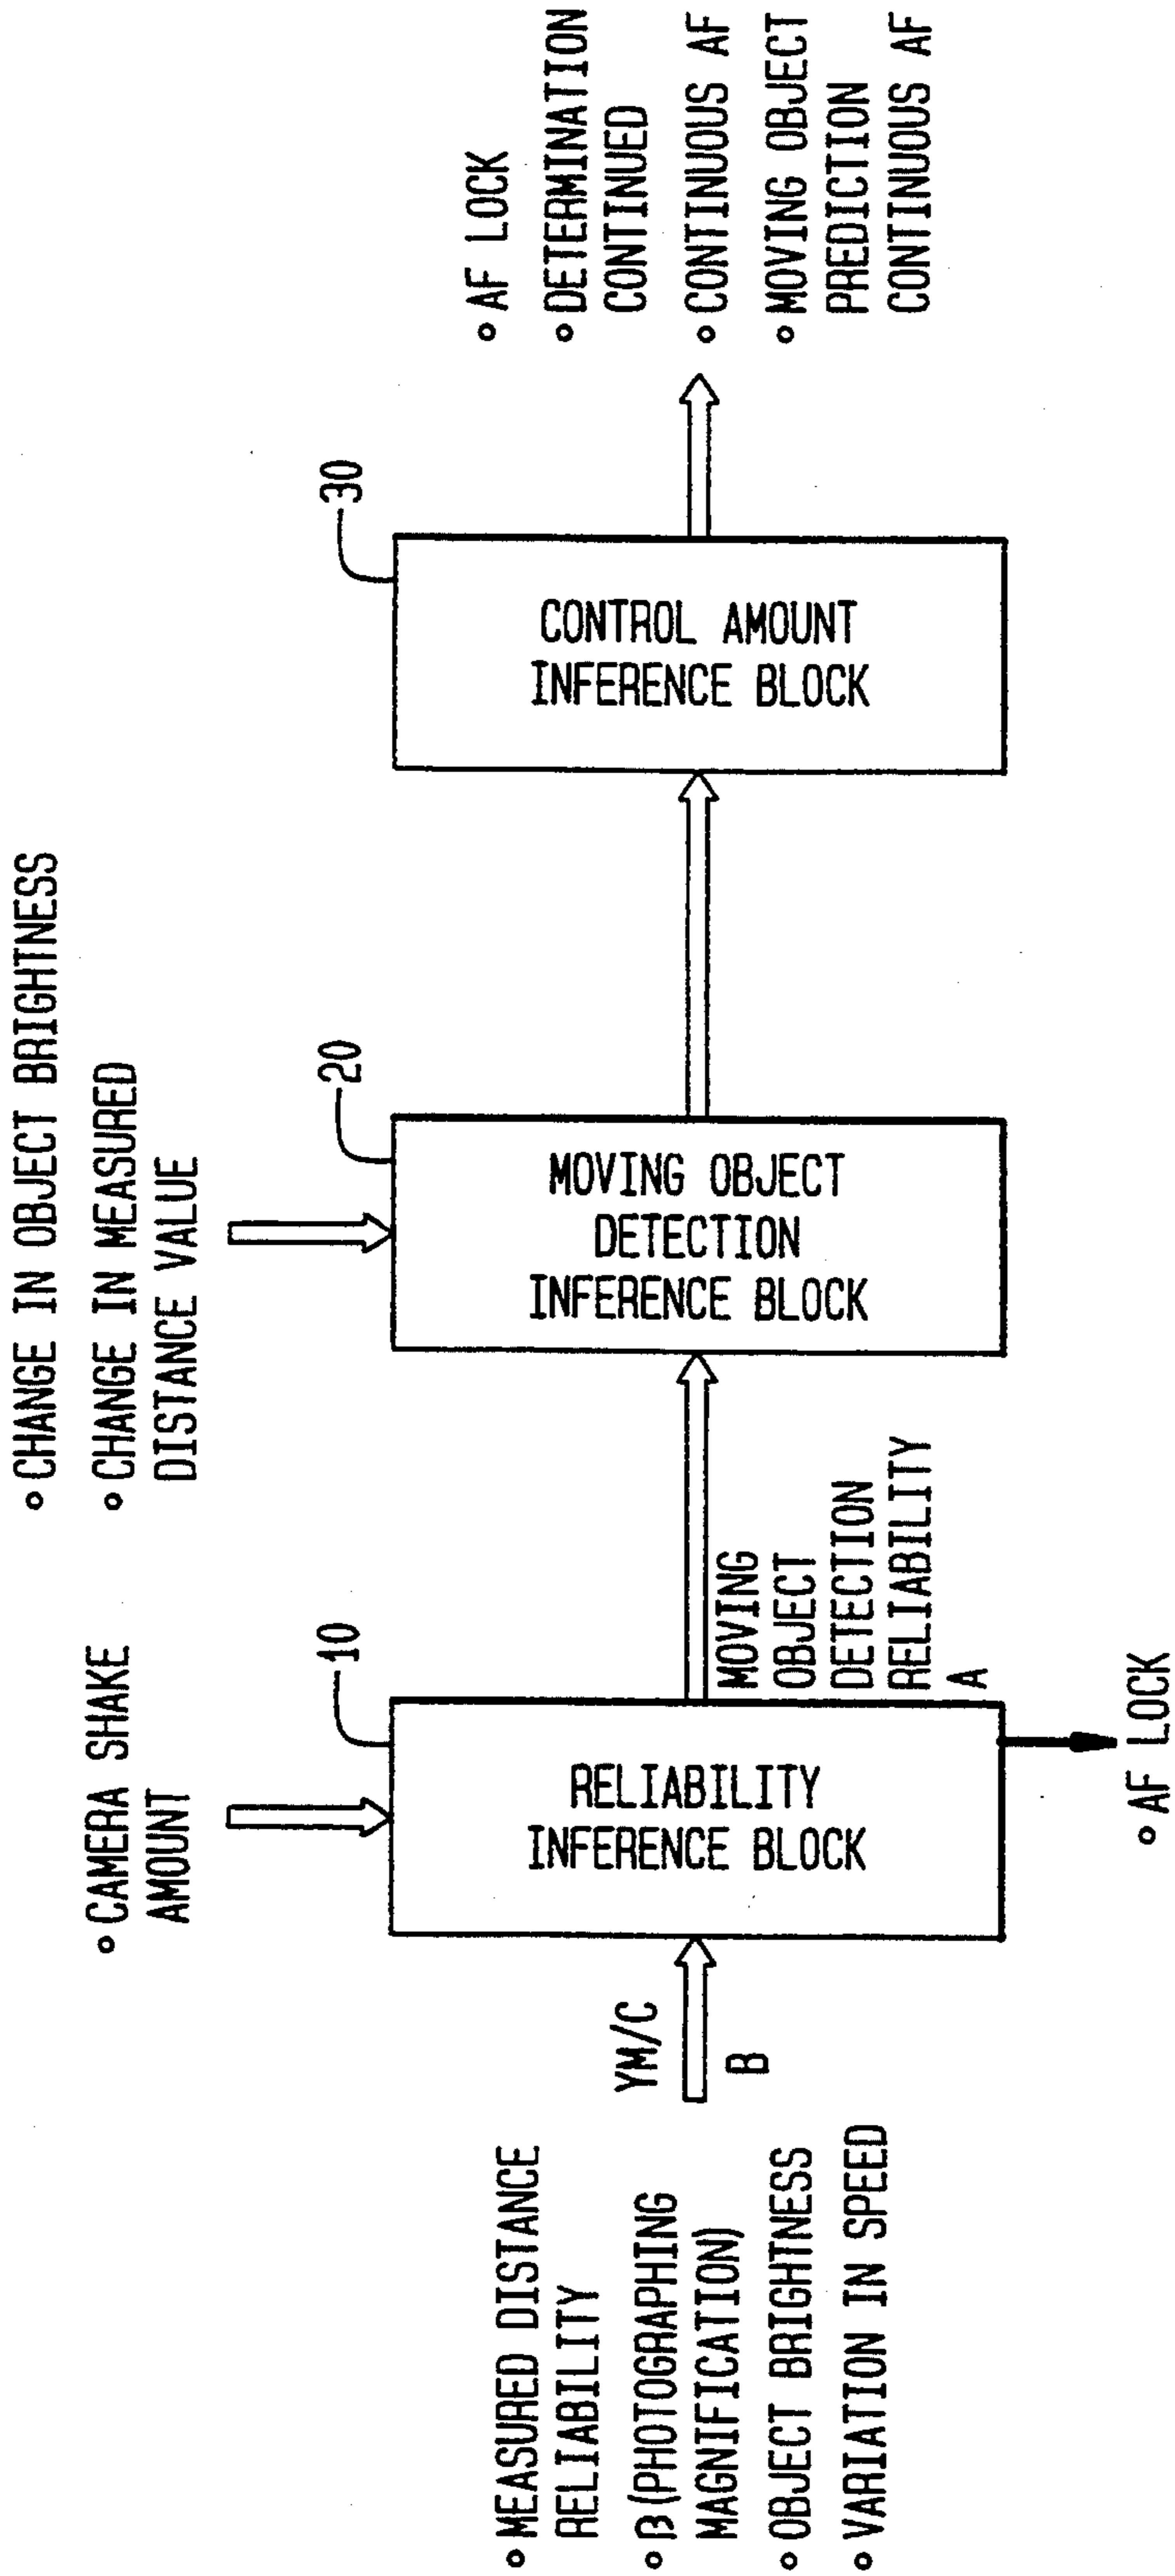 • MEASURED DISTANCE
RELIABILITY
• β (PHOTOGRAPHING
MAGNIFICATION)
• OBJECT BRIGHTNESS
• VARIATION IN SPEED
YM/C
B
• CAMERA SHAKE
AMOUNT
10
RELIABILITY
INFERENCE BLOCK
• AF LOCK
MOVING
OBJECT
DETECTION
RELIABILITY
A
• CHANGE IN OBJECT BRIGHTNESS
• CHANGE IN MEASURED
DISTANCE VALUE
20
MOVING OBJECT
DETECTION
INFERENCE BLOCK
30
CONTROL AMOUNT
INFERENCE BLOCK
• AF LOCK
• DETERMINATION
CONTINUED
• CONTINUOUS AF
• MOVING OBJECT
PREDICTION
CONTINUOUS AF